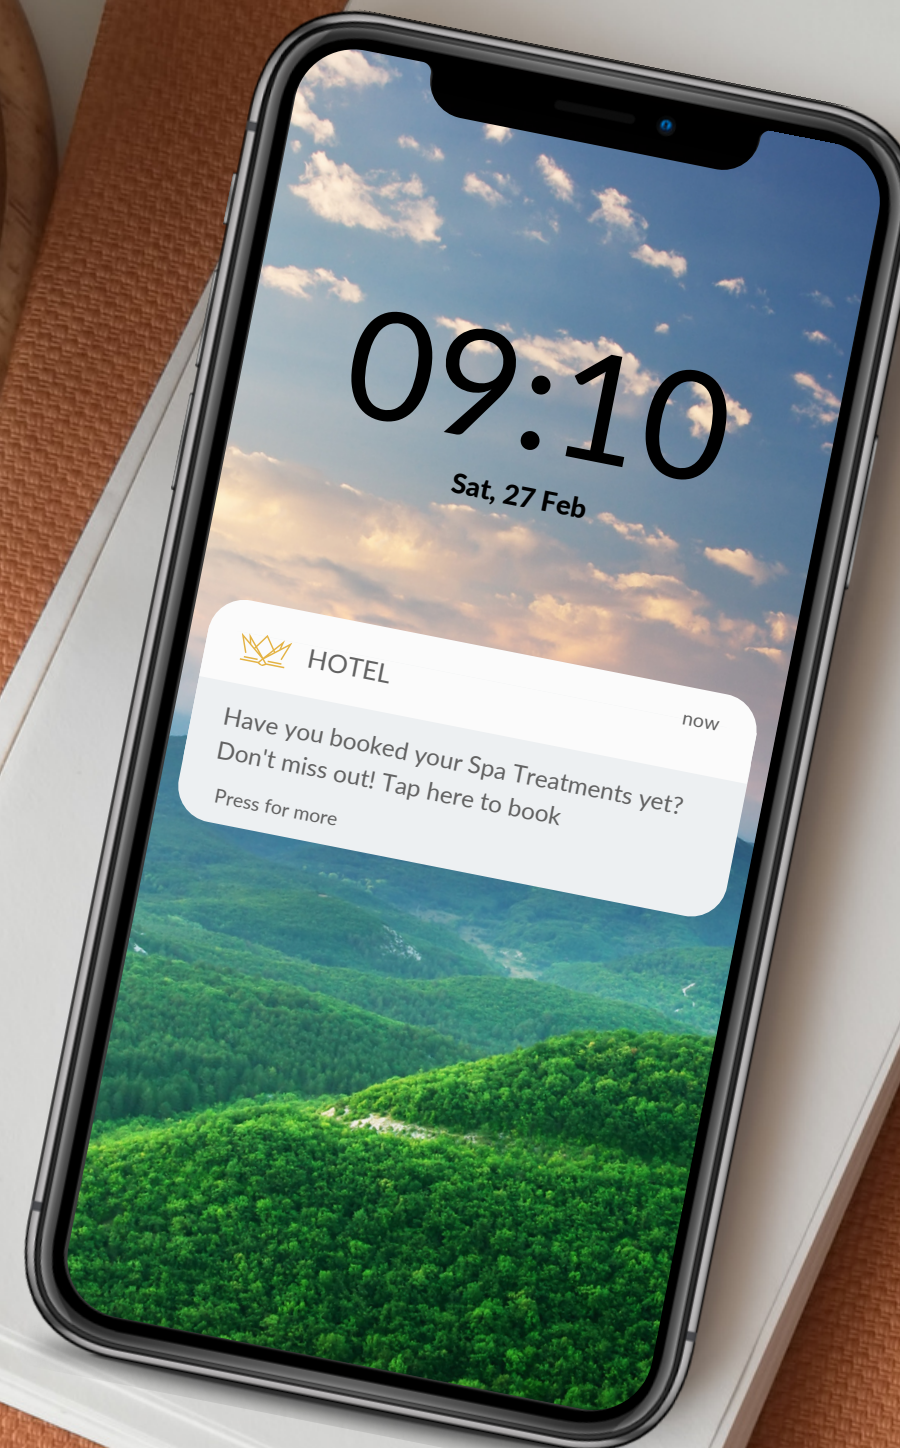 09:10
Sat, 27 Feb
HOTEL
now
Have you booked your Spa Treatments yet?
Don't miss out! Tap here to book
Press for more